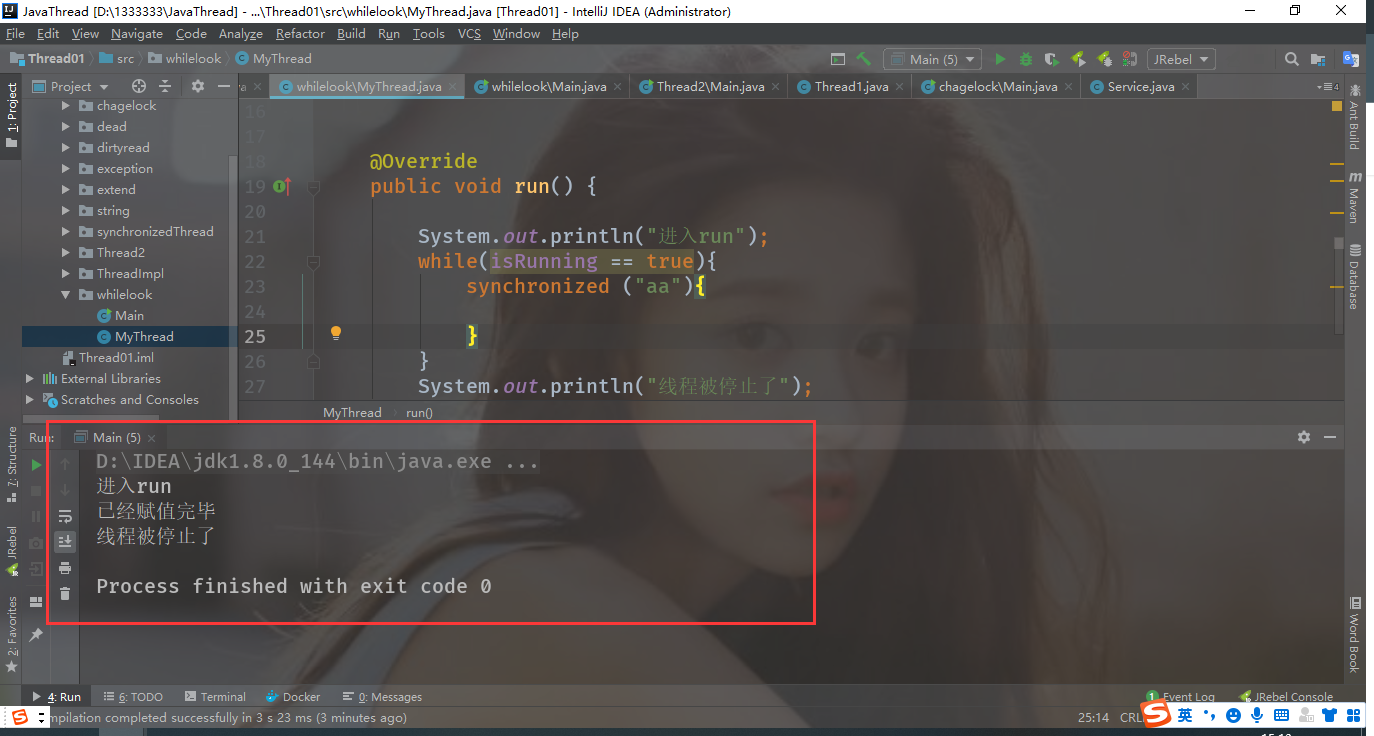 JavaThread [D:\1333333\JavaThread] - ...\Thread01\src\whilelook\MyThread.java [Thread01] - IntelliJ IDEA (Administrator)
File Edit View Navigate Code Analyze Refactor Build Run Tools VCS Window Help
Thread01 src whilelook MyThread Main (5) JRebel
1: Project
Project
whilelook\MyThread.java whilelook\Main.java Thread2\Main.java Thread1.java chagelock\Main.java Service.java
chagelock
dead
dirtyread
exception
extend
string
synchronizedThread
Thread2
ThreadImpl
whilelook
Main
MyThread
Thread01.iml
External Libraries
Scratches and Consoles
16
17
18 @Override
19 public void run() {
20
21 System.out.println("进入run");
22 while(isRunning == true){
23 synchronized ("aa"){
24
25 }
26 }
27 System.out.println("线程被停止了");
MyThread run()
Ant Build
Maven
Database
Word Book
7: Structure
JRebel
2: Favorites
Run: Main (5)
D:\IDEA\jdk1.8.0_144\bin\java.exe ...
进入run
已经赋值完毕
线程被停止了
Process finished with exit code 0
4: Run 6: TODO Terminal Docker 0: Messages 1 Event Log JRebel Console
mpilation completed successfully in 3 s 23 ms (3 minutes ago) 25:14 CRL
英